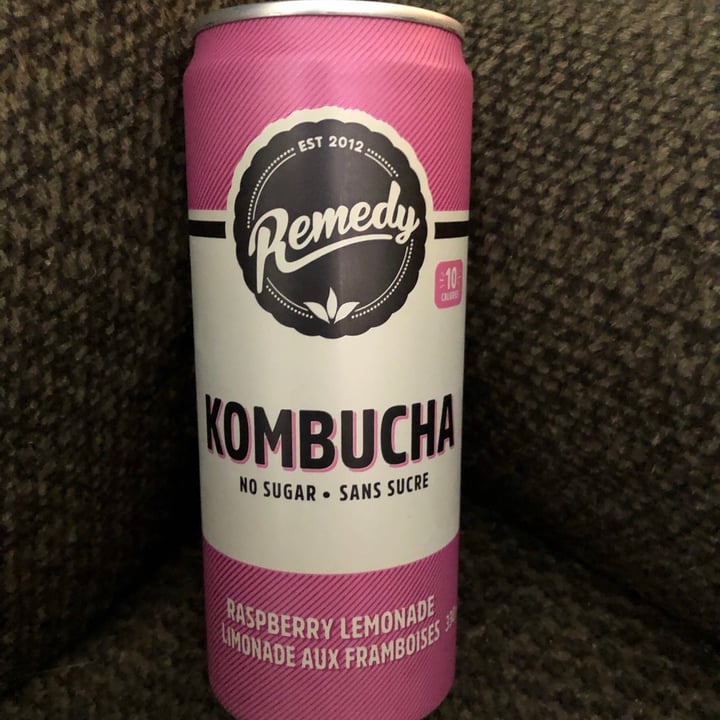 EST 2012
Remedy
10
CALORIES
KOMBUCHA
NO SUGAR • SANS SUCRE
RASPBERRY LEMONADE
LIMONADE AUX FRAMBOISES